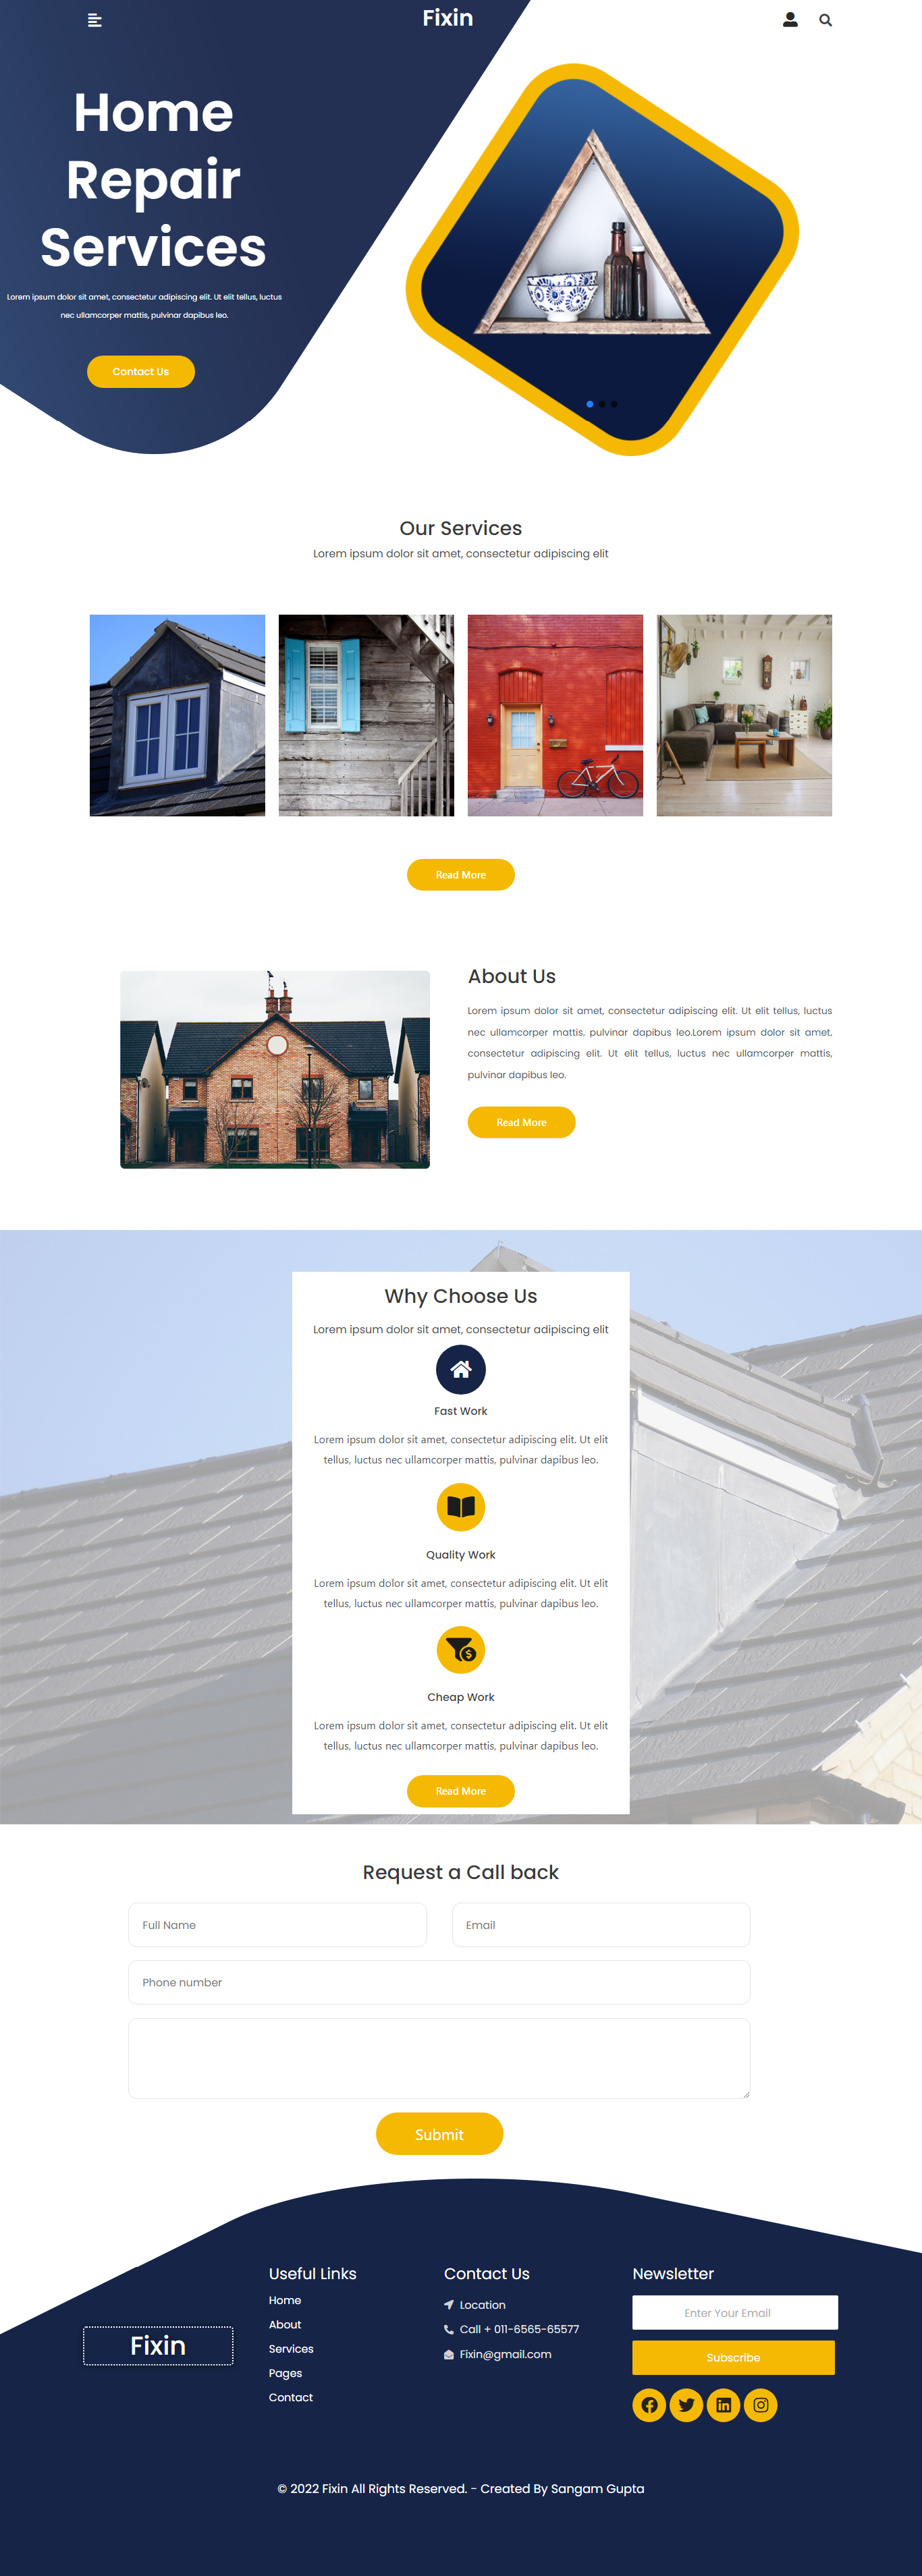 Fixin
Home
Repair
Services
Lorem ipsum dolor sit amet, consectetur adipiscing elit. Ut elit tellus, luctus
nec ullamcorper mattis, pulvinar dapibus leo.
Contact Us
Our Services
Lorem ipsum dolor sit amet, consectetur adipiscing elit
Read More
About Us
Lorem ipsum dolor sit amet, consectetur adipiscing elit. Ut elit tellus, luctus
nec ullamcorper mattis, pulvinar dapibus leo.Lorem ipsum dolor sit amet,
consectetur adipiscing elit. Ut elit tellus, luctus nec ullamcorper mattis,
pulvinar dapibus leo.
Read More
Why Choose Us
Lorem ipsum dolor sit amet, consectetur adipiscing elit
Fast Work
Lorem ipsum dolor sit amet, consectetur adipiscing elit. Ut elit
tellus, luctus nec ullamcorper mattis, pulvinar dapibus leo.
Quality Work
Lorem ipsum dolor sit amet, consectetur adipiscing elit. Ut elit
tellus, luctus nec ullamcorper mattis, pulvinar dapibus leo.
Cheap Work
Lorem ipsum dolor sit amet, consectetur adipiscing elit. Ut elit
tellus, luctus nec ullamcorper mattis, pulvinar dapibus leo.
Read More
Request a Call back
Full Name
Email
Phone number
Submit
Fixin
Useful Links
Home
About
Services
Pages
Contact
Contact Us
Location
Call + 011-6565-65577
Fixin@gmail.com
Newsletter
Enter Your Email
Subscribe
© 2022 Fixin All Rights Reserved. - Created By Sangam Gupta